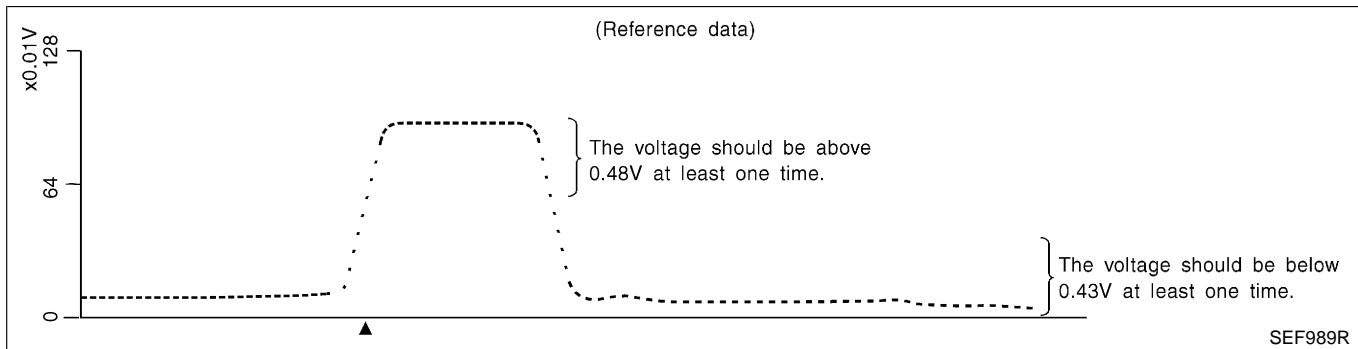 (Reference data)
x0.01V
128
64
0
The voltage should be above
0.48V at least one time.
The voltage should be below
0.43V at least one time.
SEF989R